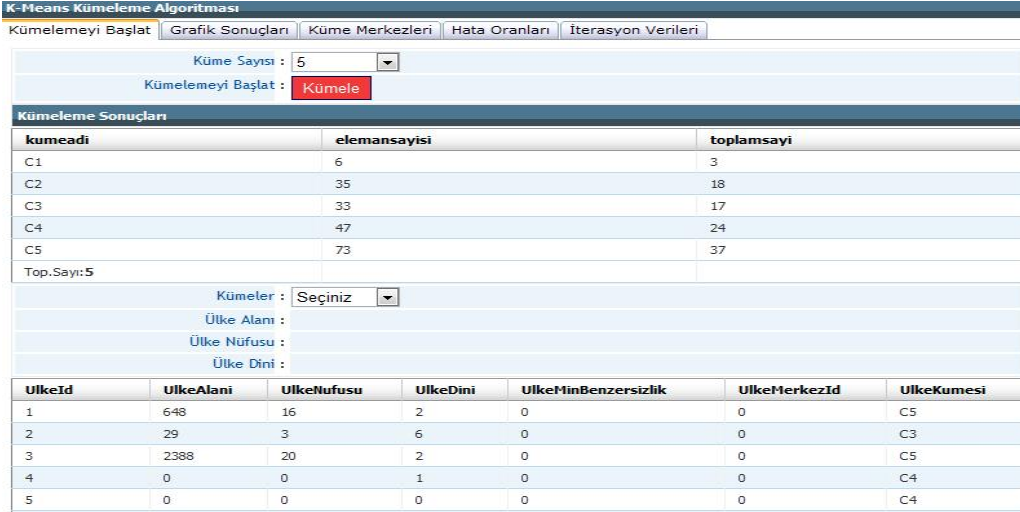 K-Means Kümeleme Algoritması
Kümelemeyi Başlat Grafik Sonuçları Küme Merkezleri Hata Oranları İterasyon Verileri
Küme Sayısı : 5
Kümelemeyi Başlat : Kümele
Kümeleme Sonuçları
kumeadi elemansayisi toplamsayi
C1 6 3
C2 35 18
C3 33 17
C4 47 24
C5 73 37
Top.Sayı:5
Kümeler : Seçiniz
Ülke Alanı :
Ülke Nüfusu :
Ülke Dini :
UlkeId UlkeAlani UlkeNufusu UlkeDini UlkeMinBenzersizlik UlkeMerkezId UlkeKumesi
1 648 16 2 0 0 C5
2 29 3 6 0 0 C3
3 2388 20 2 0 0 C5
4 0 0 1 0 0 C4
5 0 0 0 0 0 C4